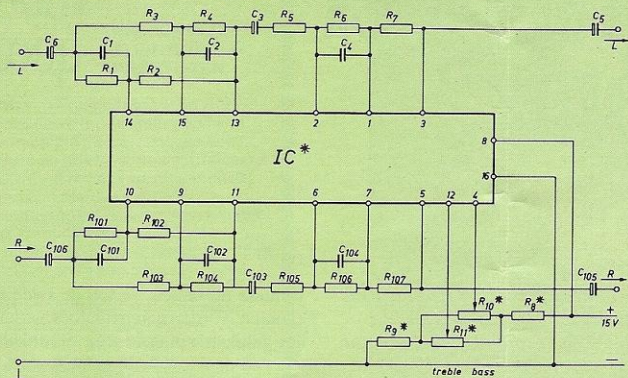 R3 R4 C3 R5 R6 R7 C5
C6 C1 C2 C4 L
L R1 R2
14 15 13 2 1 3
8
IC*
16
10 9 11 6 7 5 12 4
R101 R102
R C106 C101 C102 C104 C105 R
R103 R104 C103 R105 R106 R107
R10* R8* +
15 V
R9* R11*
treble bass —